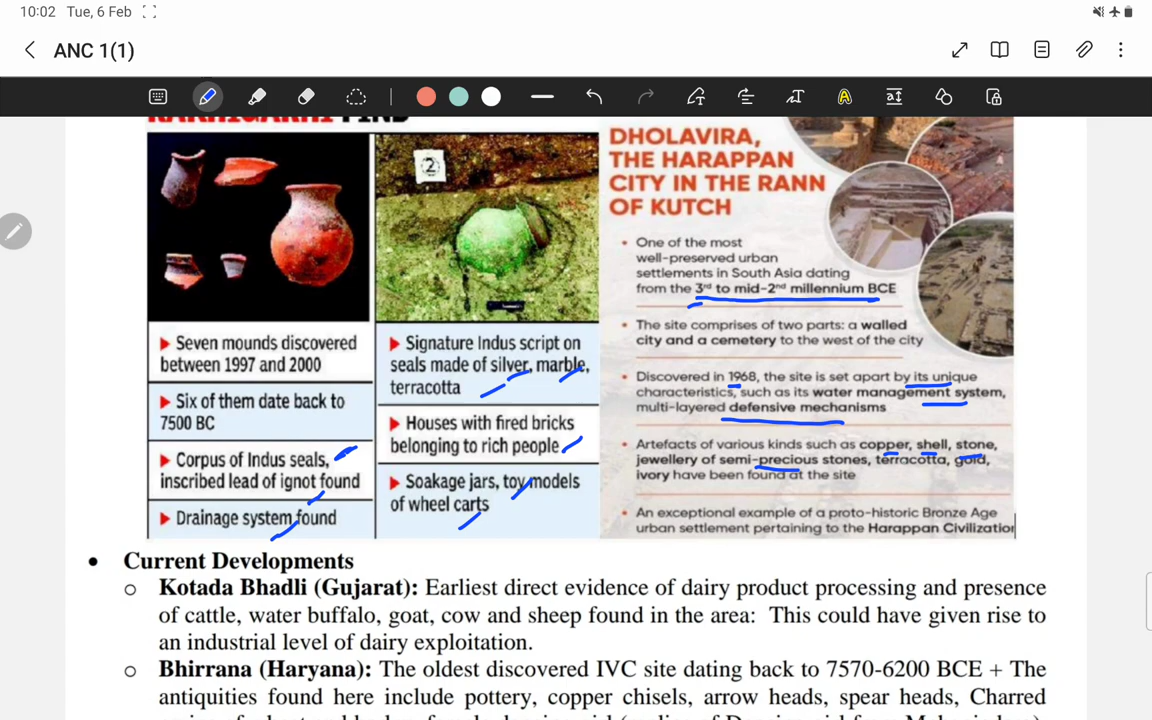 10:02 Tue, 6 Feb
ANC 1(1)
RAKHIGARHI FIND
2
Seven mounds discovered
between 1997 and 2000
Six of them date back to
7500 BC
Corpus of Indus seals,
inscribed lead of ignot found
Drainage system found
Signature Indus script on
seals made of silver, marble,
terracotta
Houses with fired bricks
belonging to rich people
Soakage jars, toy models
of wheel carts
DHOLAVIRA,
THE HARAPPAN
CITY IN THE RANN
OF KUTCH
• One of the most
well-preserved urban
settlements in South Asia dating
from the 3rd to mid-2nd millennium BCE
• The site comprises of two parts: a walled
city and a cemetery to the west of the city
• Discovered in 1968, the site is set apart by its unique
characteristics, such as its water management system,
multi-layered defensive mechanisms
• Artefacts of various kinds such as copper, shell, stone,
jewellery of semi-precious stones, terracotta, gold,
ivory have been found at the site
• An exceptional example of a proto-historic Bronze Age
urban settlement pertaining to the Harappan Civilization
• Current Developments
o Kotada Bhadli (Gujarat): Earliest direct evidence of dairy product processing and presence
of cattle, water buffalo, goat, cow and sheep found in the area: This could have given rise to
an industrial level of dairy exploitation.
o Bhirrana (Haryana): The oldest discovered IVC site dating back to 7570-6200 BCE + The
antiquities found here include pottery, copper chisels, arrow heads, spear heads, Charred